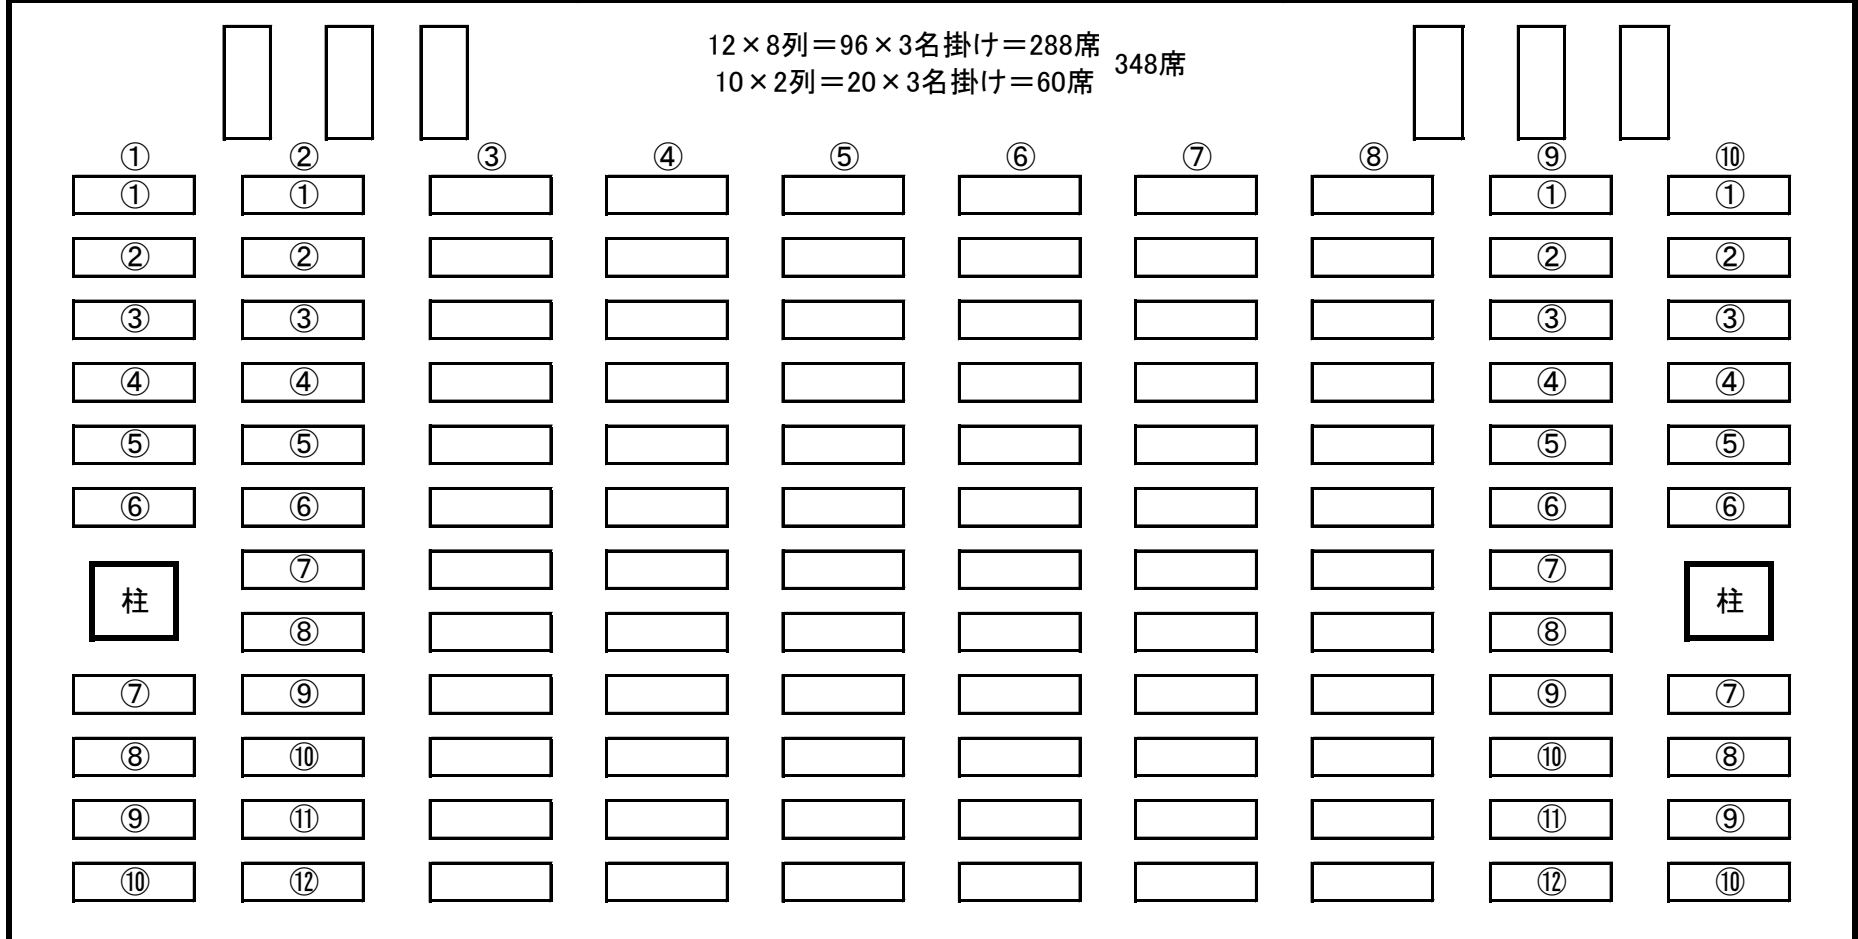 12×8列＝96×3名掛け＝288席
10×2列＝20×3名掛け＝60席
348席
① ② ③ ④ ⑤ ⑥ ⑦ ⑧ ⑨ ⑩
① ① ① ①
② ② ② ②
③ ③ ③ ③
④ ④ ④ ④
⑤ ⑤ ⑤ ⑤
⑥ ⑥ ⑥ ⑥
⑦ ⑦
柱 柱
⑧ ⑧
⑦ ⑨ ⑨ ⑦
⑧ ⑩ ⑩ ⑧
⑨ ⑪ ⑪ ⑨
⑩ ⑫ ⑫ ⑩